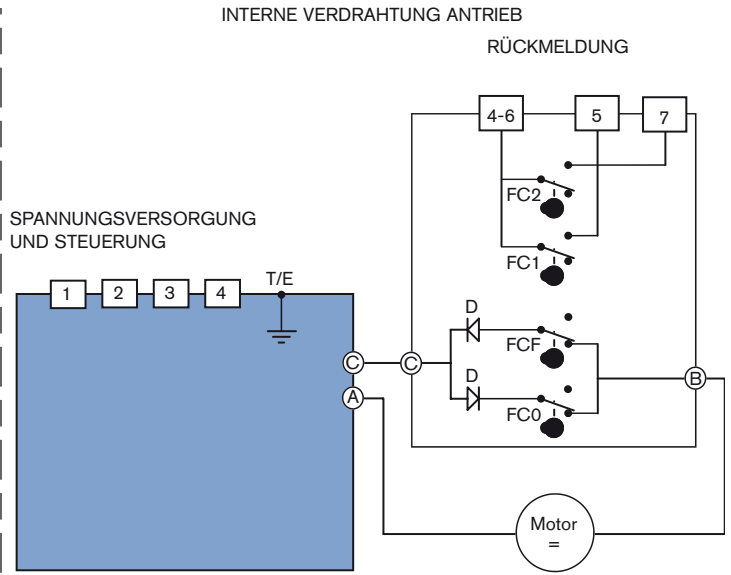 INTERNE VERDRAHTUNG ANTRIEB
RÜCKMELDUNG
4-6
5
7
FC2
SPANNUNGSVERSORGUNG
UND STEUERUNG
FC1
T/E
1
2
3
4
D
FCF
C
C
D
B
A
FC0
Motor
=